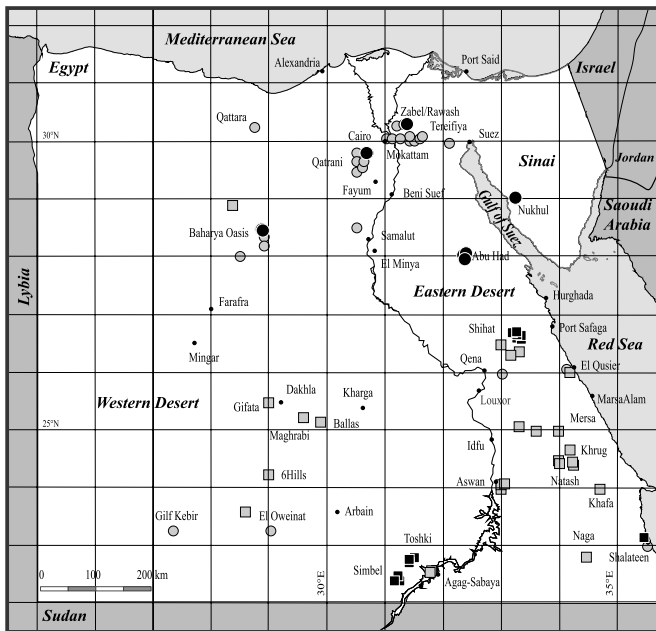 Mediterranean Sea
Alexandria
Port Said
Egypt
Israel
Qattara
Zabel/Rawash
Tereifiya
30°N
Cairo
Mokattam
Suez
Sinai
Qatrani
Jordan
Fayum
Beni Suef
Nukhul
Gulf of Suez
Saoudi
Arabia
Baharya Oasis
Samalut
El Minya
Abu Had
Lybia
Eastern Desert
Hurghada
Farafra
Shihat
Port Safaga
Red Sea
Mingar
Qena
El Qusier
Western Desert
Dakhla
Kharga
Louxor
MarsaAlam
Gifata
Maghrabi
Ballas
Mersa
25°N
Idfu
Khrug
6Hills
Aswan
Natash
Khafa
Gilf Kebir
El Oweinat
Arbain
Toshki
Naga
Shalateen
0 100 200 km
Simbel
Agag-Sabaya
30°E
35°E
Sudan